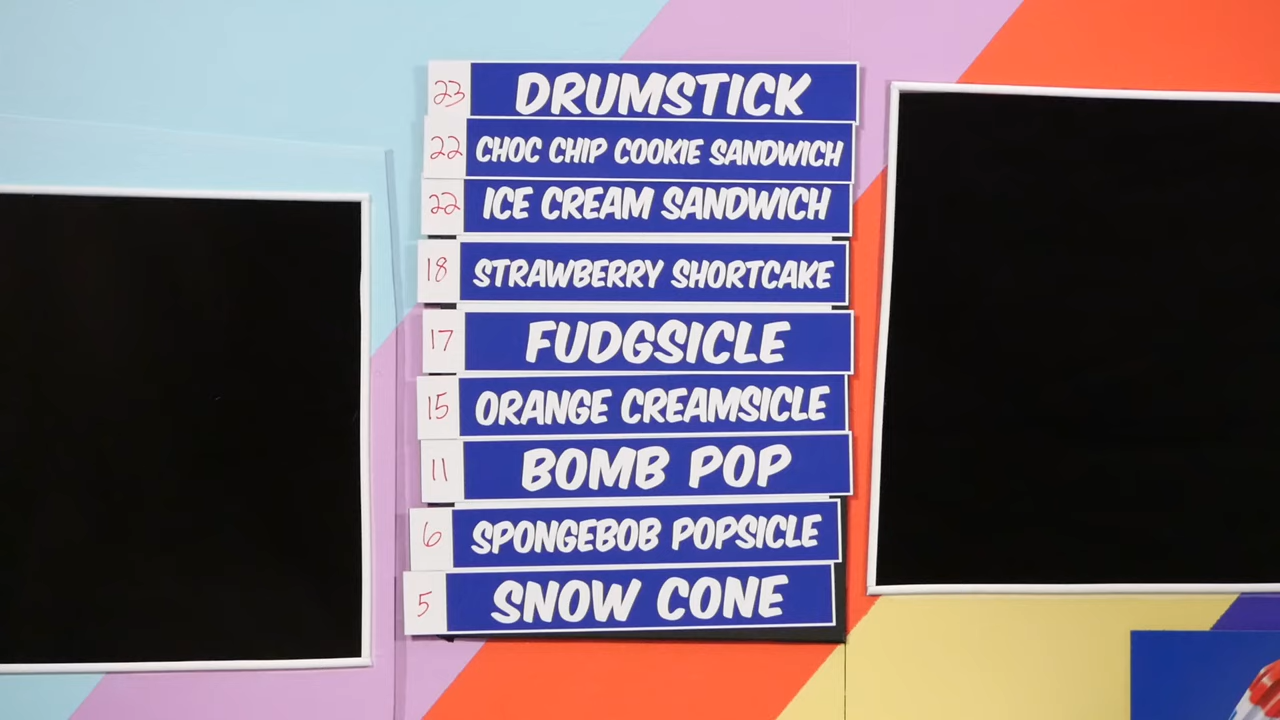 23 DRUMSTICK
22 CHOC CHIP COOKIE SANDWICH
22 ICE CREAM SANDWICH
18 STRAWBERRY SHORTCAKE
17 FUDGSICLE
15 ORANGE CREAMSICLE
11 BOMB POP
6 SPONGEBOB POPSICLE
5 SNOW CONE